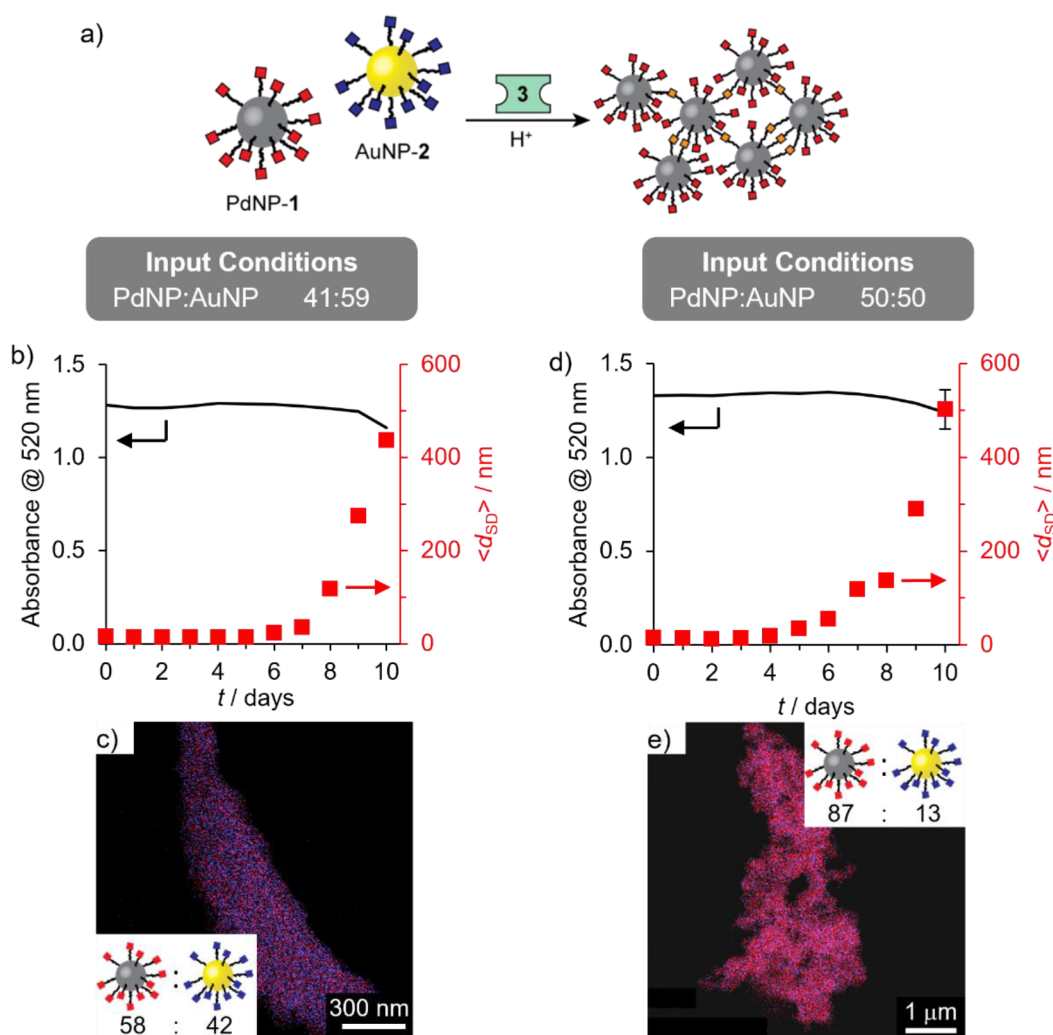 a)
3
H⁺
AuNP-2
PdNP-1
Input Conditions
PdNP:AuNP 41:59
Input Conditions
PdNP:AuNP 50:50
b)
1.5
1.0
0.5
0.0
Absorbance @ 520 nm
600
400
200
0
<d_SD> / nm
0 2 4 6 8 10
t / days
d)
1.5
1.0
0.5
0.0
Absorbance @ 520 nm
600
400
200
0
<d_SD> / nm
0 2 4 6 8 10
t / days
c)
:
58 : 42
300 nm
e)
:
87 : 13
1 μm